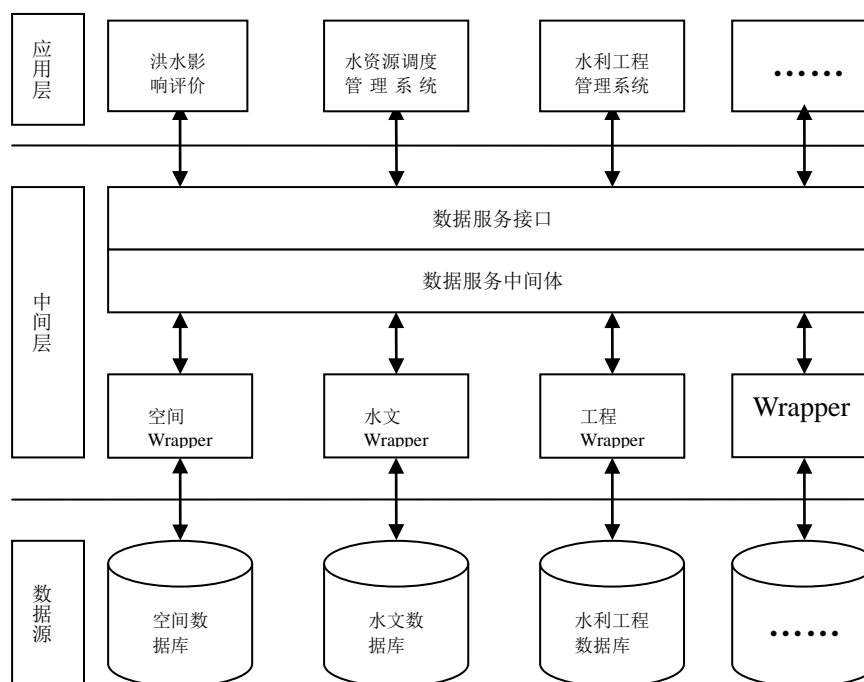 应用层
洪水影
响评价
水资源调度
管理系统
水利工程
管理系统
……
中间层
数据服务接口
数据服务中间体
空间
Wrapper
水文
Wrapper
工程
Wrapper
Wrapper
数据源
空间数
据库
水文数
据库
水利工程
数据库
……